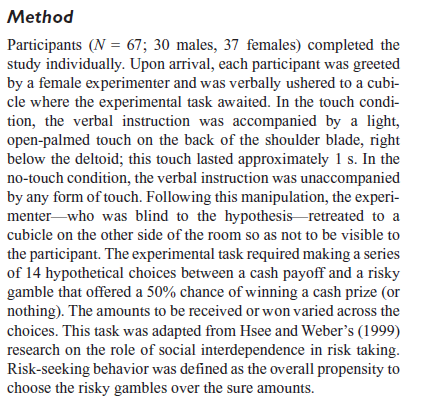 Method
Participants (N = 67; 30 males, 37 females) completed the
study individually. Upon arrival, each participant was greeted
by a female experimenter and was verbally ushered to a cubi-
cle where the experimental task awaited. In the touch condi-
tion, the verbal instruction was accompanied by a light,
open-palmed touch on the back of the shoulder blade, right
below the deltoid; this touch lasted approximately 1 s. In the
no-touch condition, the verbal instruction was unaccompanied
by any form of touch. Following this manipulation, the experi-
menter—who was blind to the hypothesis—retreated to a
cubicle on the other side of the room so as not to be visible to
the participant. The experimental task required making a series
of 14 hypothetical choices between a cash payoff and a risky
gamble that offered a 50% chance of winning a cash prize (or
nothing). The amounts to be received or won varied across the
choices. This task was adapted from Hsee and Weber's (1999)
research on the role of social interdependence in risk taking.
Risk-seeking behavior was defined as the overall propensity to
choose the risky gambles over the sure amounts.